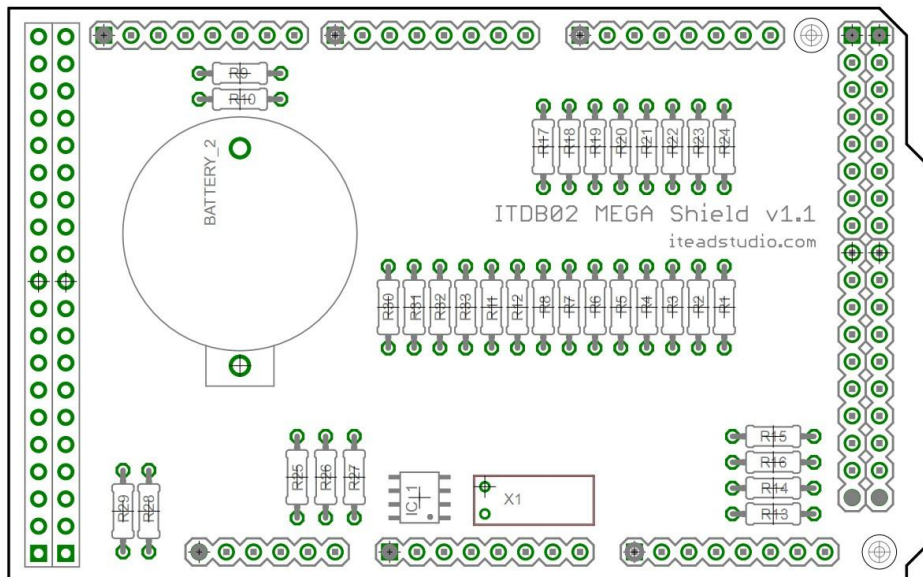 R9
R10
BATTERY_2
R17
R18
R19
R20
R21
R22
R23
R24
ITDB02 MEGA Shield v1.1
iteadstudio.com
R30
R31
R32
R33
R11
R12
R8
R7
R6
R5
R4
R3
R2
R1
R15
R16
R14
R13
R25
R26
R27
IC_1
X1
R29
R28